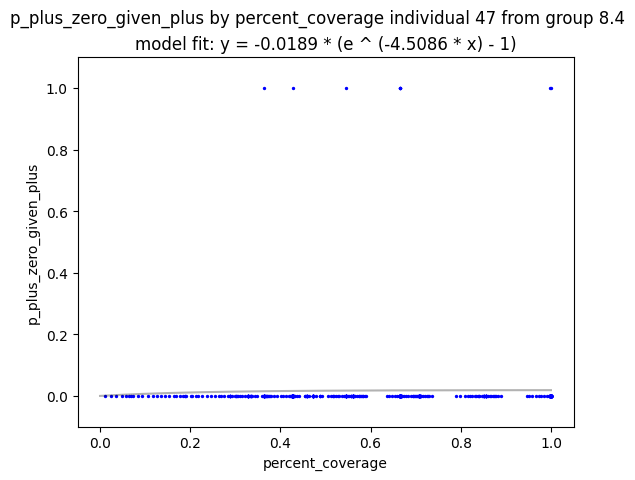 p_plus_zero_given_plus by percent_coverage individual 47 from group 8.4
model fit: y = -0.0189 * (e ^ (-4.5086 * x) - 1)
1.0
0.8
0.6
0.4
0.2
0.0
p_plus_zero_given_plus
0.0 0.2 0.4 0.6 0.8 1.0
percent_coverage